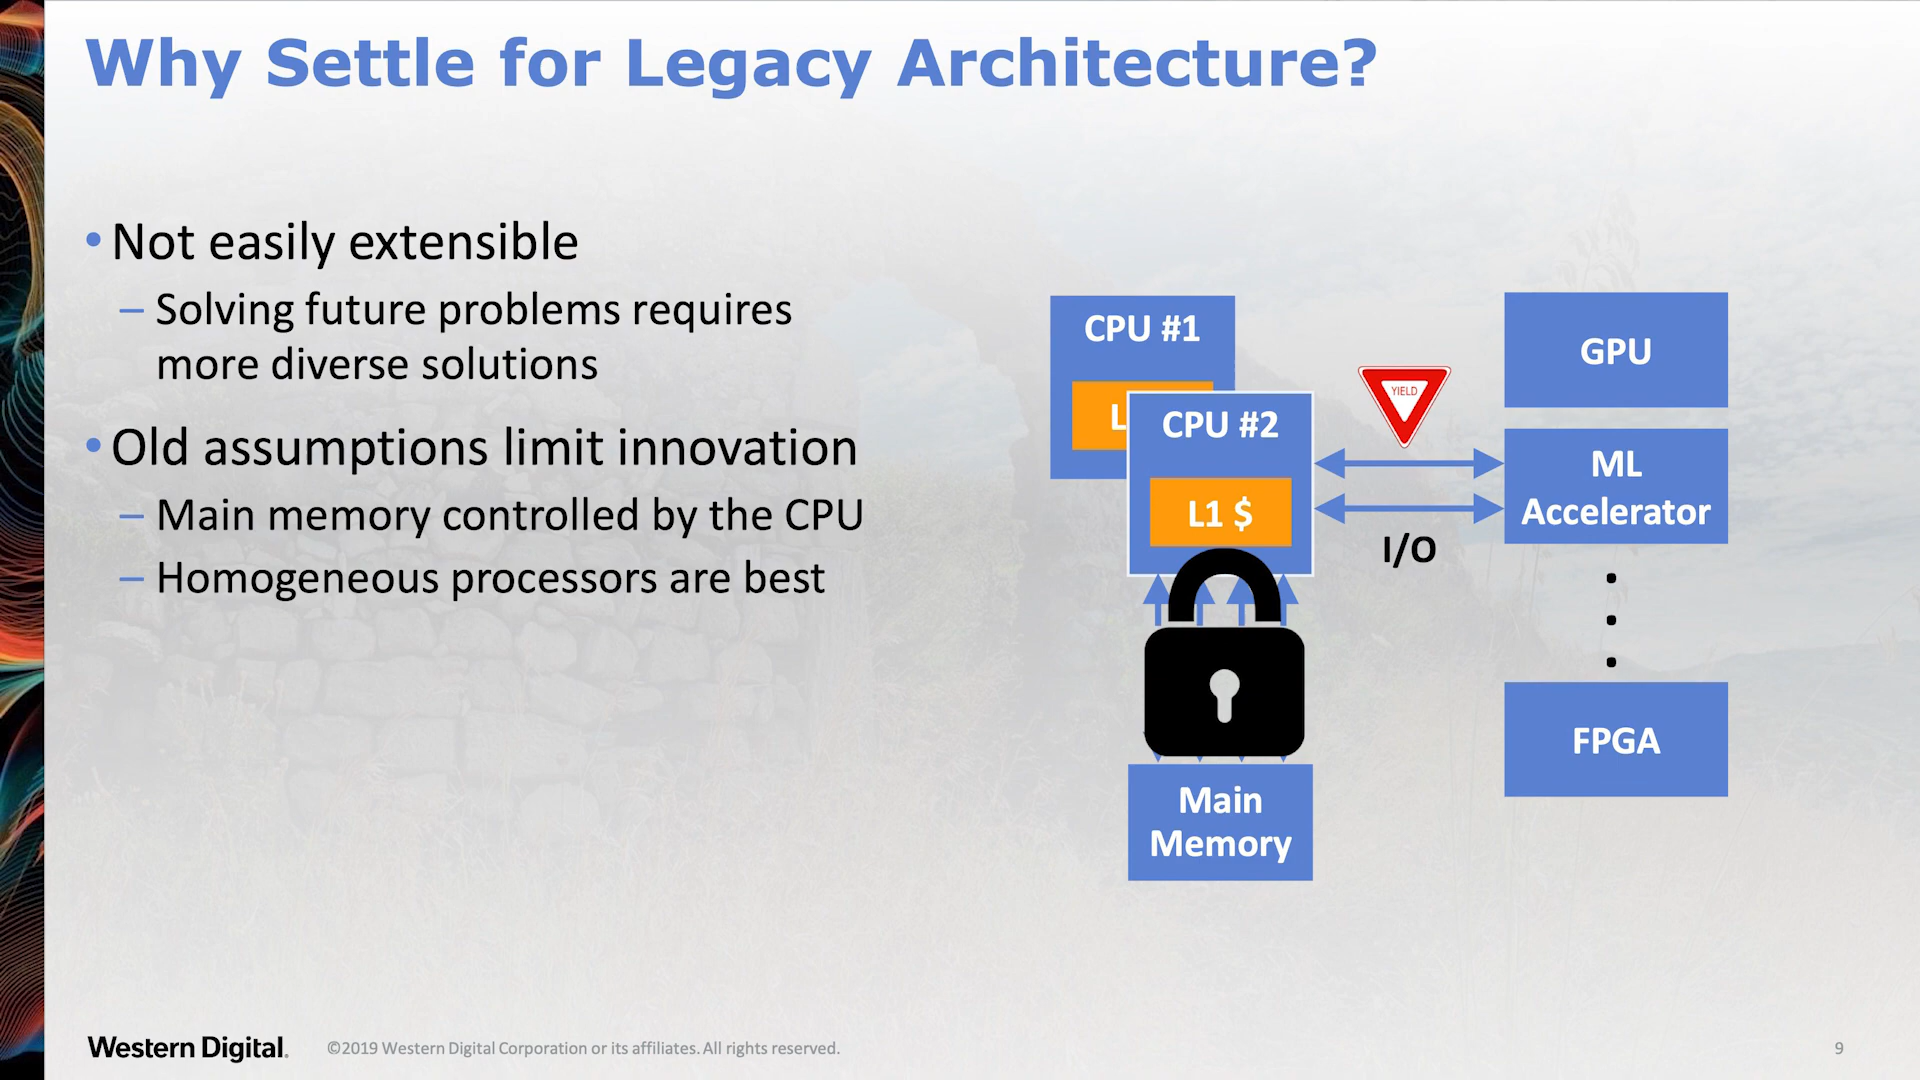 Why Settle for Legacy Architecture?
• Not easily extensible
– Solving future problems requires
more diverse solutions
• Old assumptions limit innovation
– Main memory controlled by the CPU
– Homogeneous processors are best
CPU #1
L
CPU #2
L1 $
YIELD
I/O
GPU
ML
Accelerator
FPGA
Main
Memory
Western Digital.
©2019 Western Digital Corporation or its affiliates. All rights reserved.
9